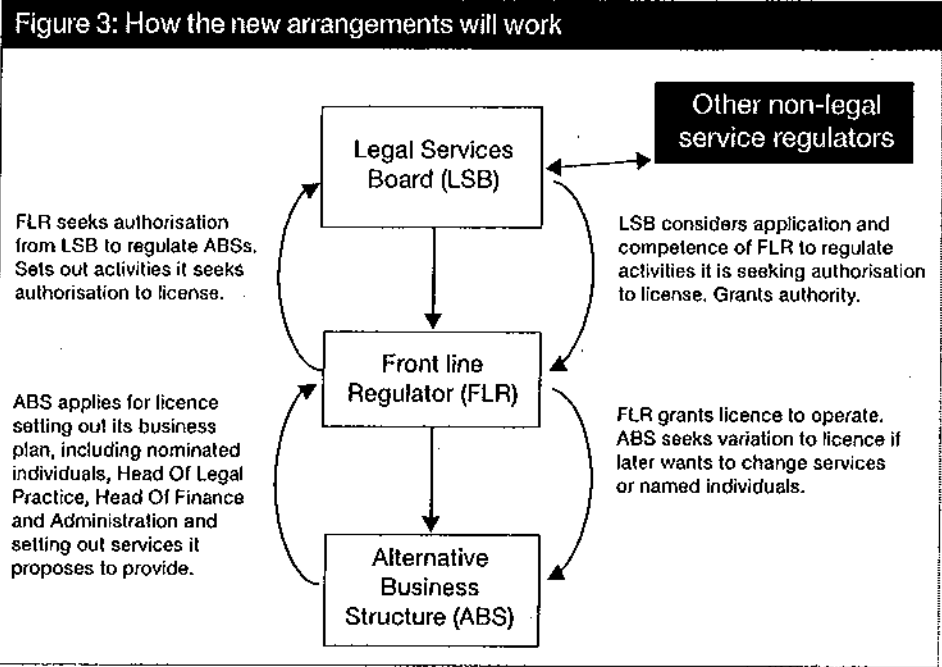 Figure 3: How the new arrangements will work
Other non-legal
service regulators
Legal Services
Board (LSB)
FLR seeks authorisation
from LSB to regulate ABSs.
Sets out activities it seeks
authorisation to license.
LSB considers application and
competence of FLR to regulate
activities it is seeking authorisation
to license. Grants authority.
Front line
Regulator (FLR)
ABS applies for licence
setting out its business
plan, including nominated
individuals, Head Of Legal
Practice, Head Of Finance
and Administration and
setting out services it
proposes to provide.
FLR grants licence to operate.
ABS seeks variation to licence if
later wants to change services
or named individuals.
Alternative
Business
Structure (ABS)